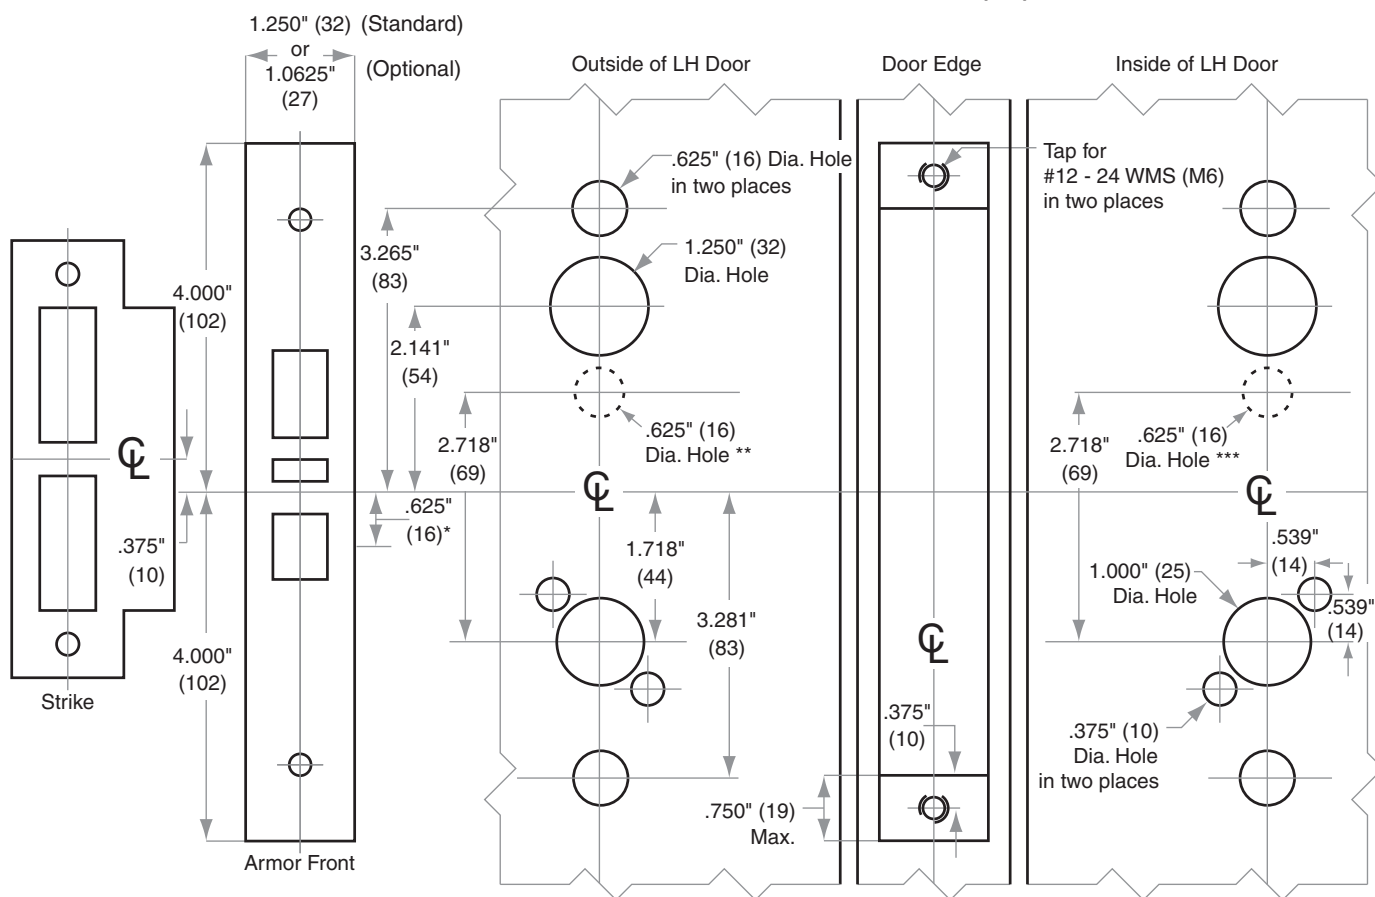 1.250" (32) (Standard)
or
1.0625" (Optional)
(27)
Outside of LH Door
Door Edge
Inside of LH Door
.625" (16) Dia. Hole
in two places
Tap for
#12 - 24 WMS (M6)
in two places
3.265"
(83)
1.250" (32)
Dia. Hole
4.000"
(102)
2.141"
(54)
2.718"
(69)
.625" (16)
Dia. Hole **
2.718"
(69)
.625" (16)
Dia. Hole ***
CL
CL
CL
.625"
(16)*
.375"
(10)
1.718"
(44)
.539"
(14)
1.000" (25)
Dia. Hole
.539"
(14)
3.281"
(83)
CL
4.000"
(102)
Strike
.375"
(10)
.375" (10)
Dia. Hole
in two places
.750" (19)
Max.
Armor Front